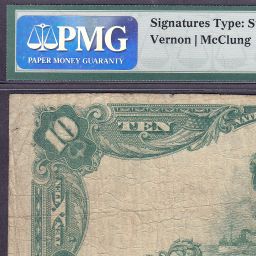 PMG
PAPER MONEY GUARANTY
Signatures Type: S
Vernon | McClung
10
TEN